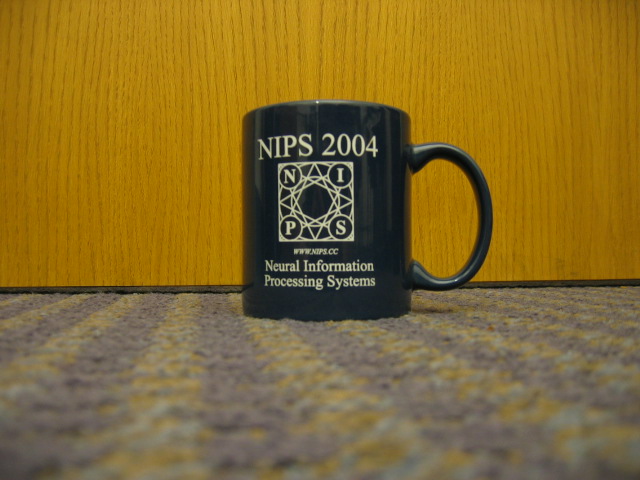 NIPS 2004
N I
P S
WWW.NIPS.CC
Neural Information
Processing Systems